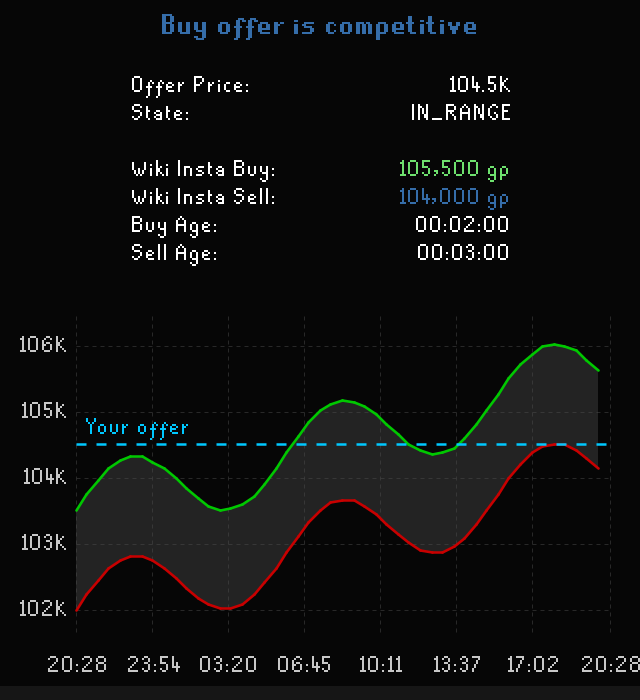 Buy offer is competitive
Offer Price: 104.5K
State: IN_RANGE
Wiki Insta Buy: 105,500 gp
Wiki Insta Sell: 104,000 gp
Buy Age: 00:02:00
Sell Age: 00:03:00
106K
105K
Your offer
104K
103K
102K
20:28 23:54 03:20 06:45 10:11 13:37 17:02 20:28